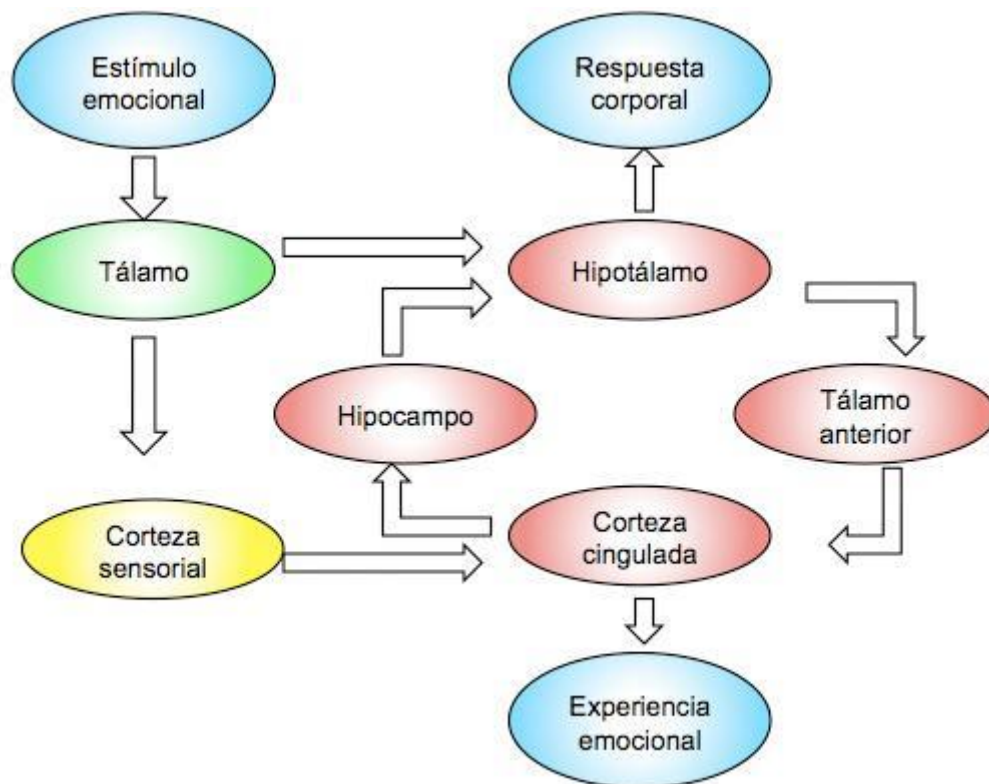 Estímulo
emocional
Respuesta
corporal
Tálamo
Hipotálamo
Hipocampo
Tálamo
anterior
Corteza
sensorial
Corteza
cingulada
Experiencia
emocional